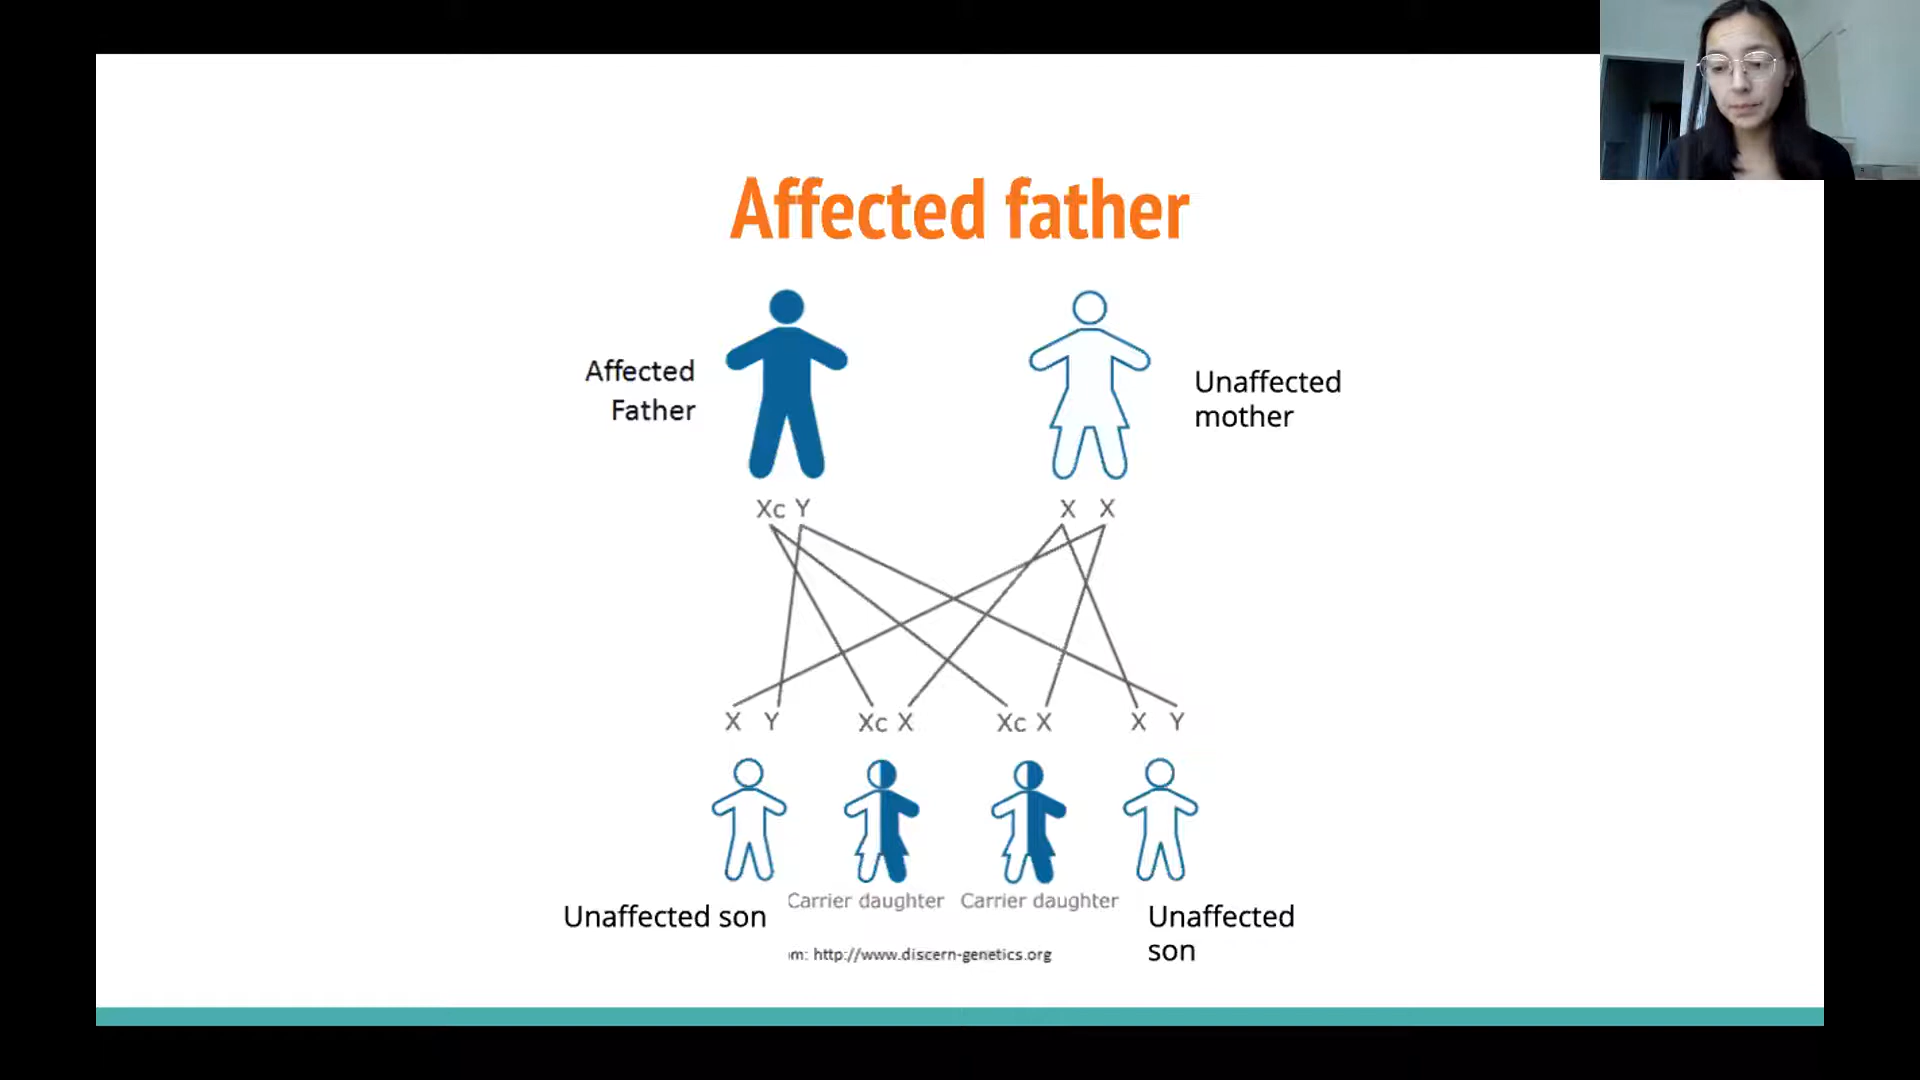 Affected father
Affected
Father
Unaffected
mother
Xc Y
X X
X Y
Xc X
Xc X
X Y
Unaffected son
Carrier daughter
Carrier daughter
Unaffected
son
m: http://www.discern-genetics.org